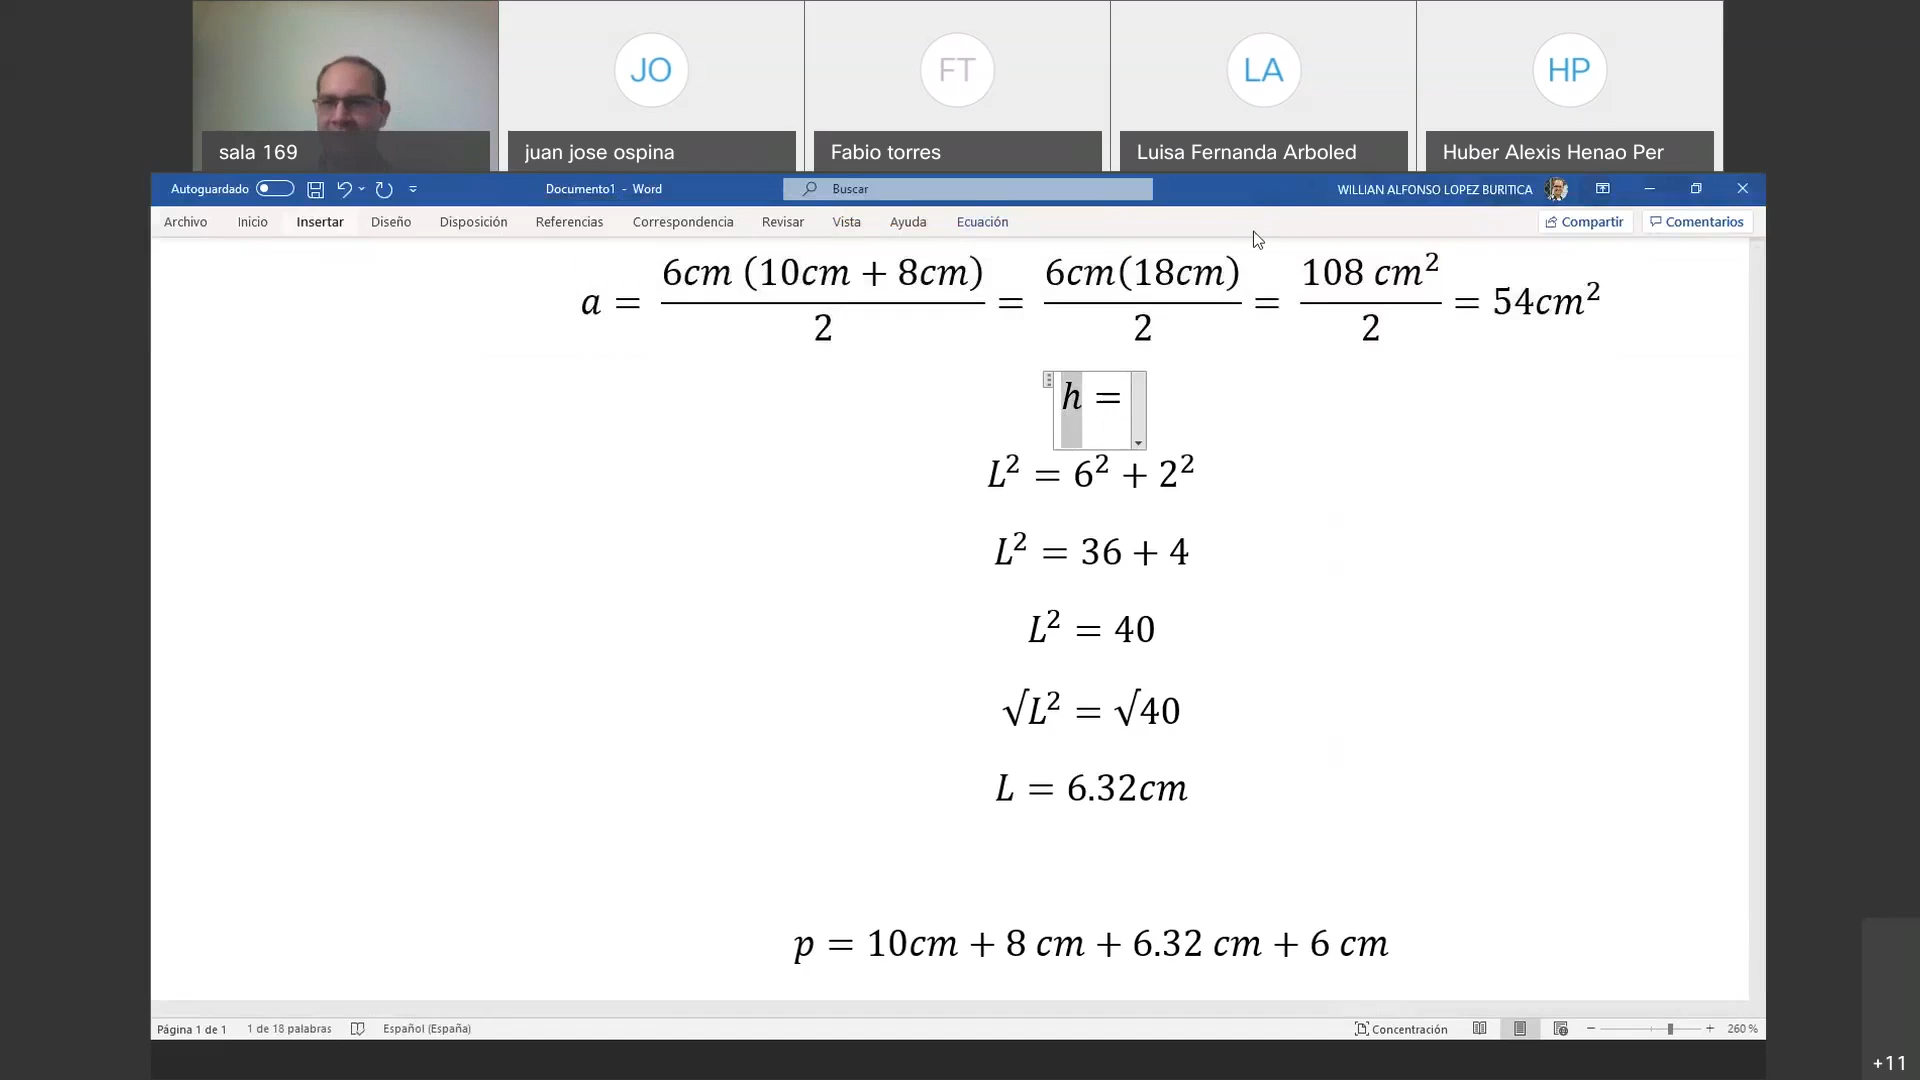 JO
FT
LA
HP
sala 169
juan jose ospina
Fabio torres
Luisa Fernanda Arboled
Huber Alexis Henao Per
Autoguardado
Documento1 - Word
Buscar
WILLIAN ALFONSO LOPEZ BURITICA
Archivo Inicio Insertar Diseño Disposición Referencias Correspondencia Revisar Vista Ayuda Ecuación Compartir Comentarios
a = 6cm (10cm + 8cm)/2 = 6cm(18cm)/2 = 108 cm²/2 = 54cm²
h =
L² = 6² + 2²
L² = 36 + 4
L² = 40
√L² = √40
L = 6.32cm
p = 10cm + 8 cm + 6.32 cm + 6 cm
Página 1 de 1 1 de 18 palabras Español (España) Concentración 260 %
+11